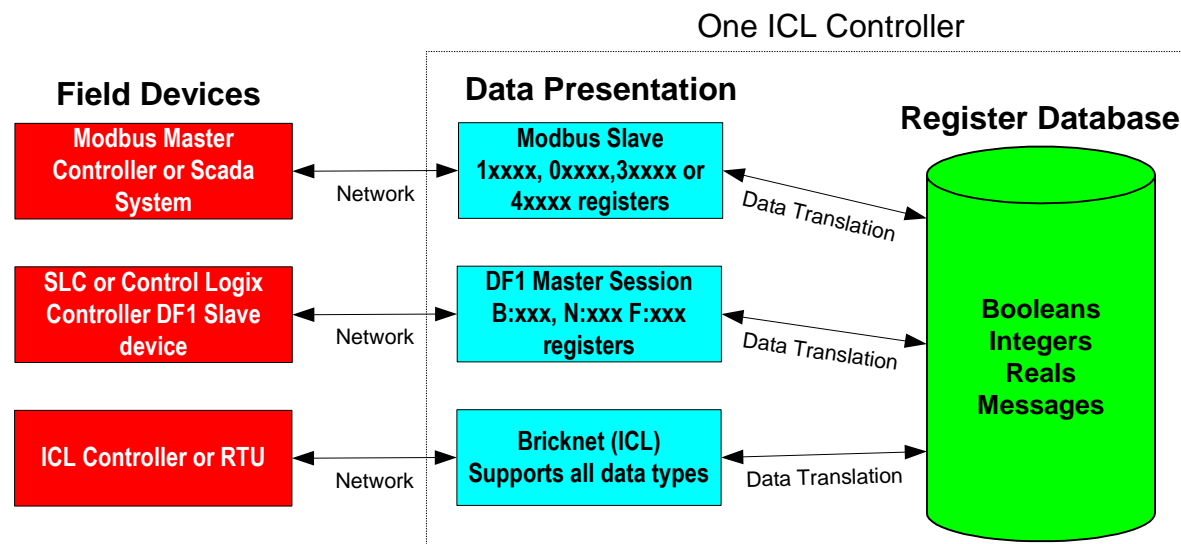 One ICL Controller
Field Devices
Data Presentation
Register Database
Modbus Master
Controller or Scada
System
Network
Modbus Slave
1xxxx, 0xxxx,3xxxx or
4xxxx registers
Data Translation
SLC or Control Logix
Controller DF1 Slave
device
Network
DF1 Master Session
B:xxx, N:xxx F:xxx
registers
Data Translation
ICL Controller or RTU
Network
Bricknet (ICL)
Supports all data types
Data Translation
Booleans
Integers
Reals
Messages